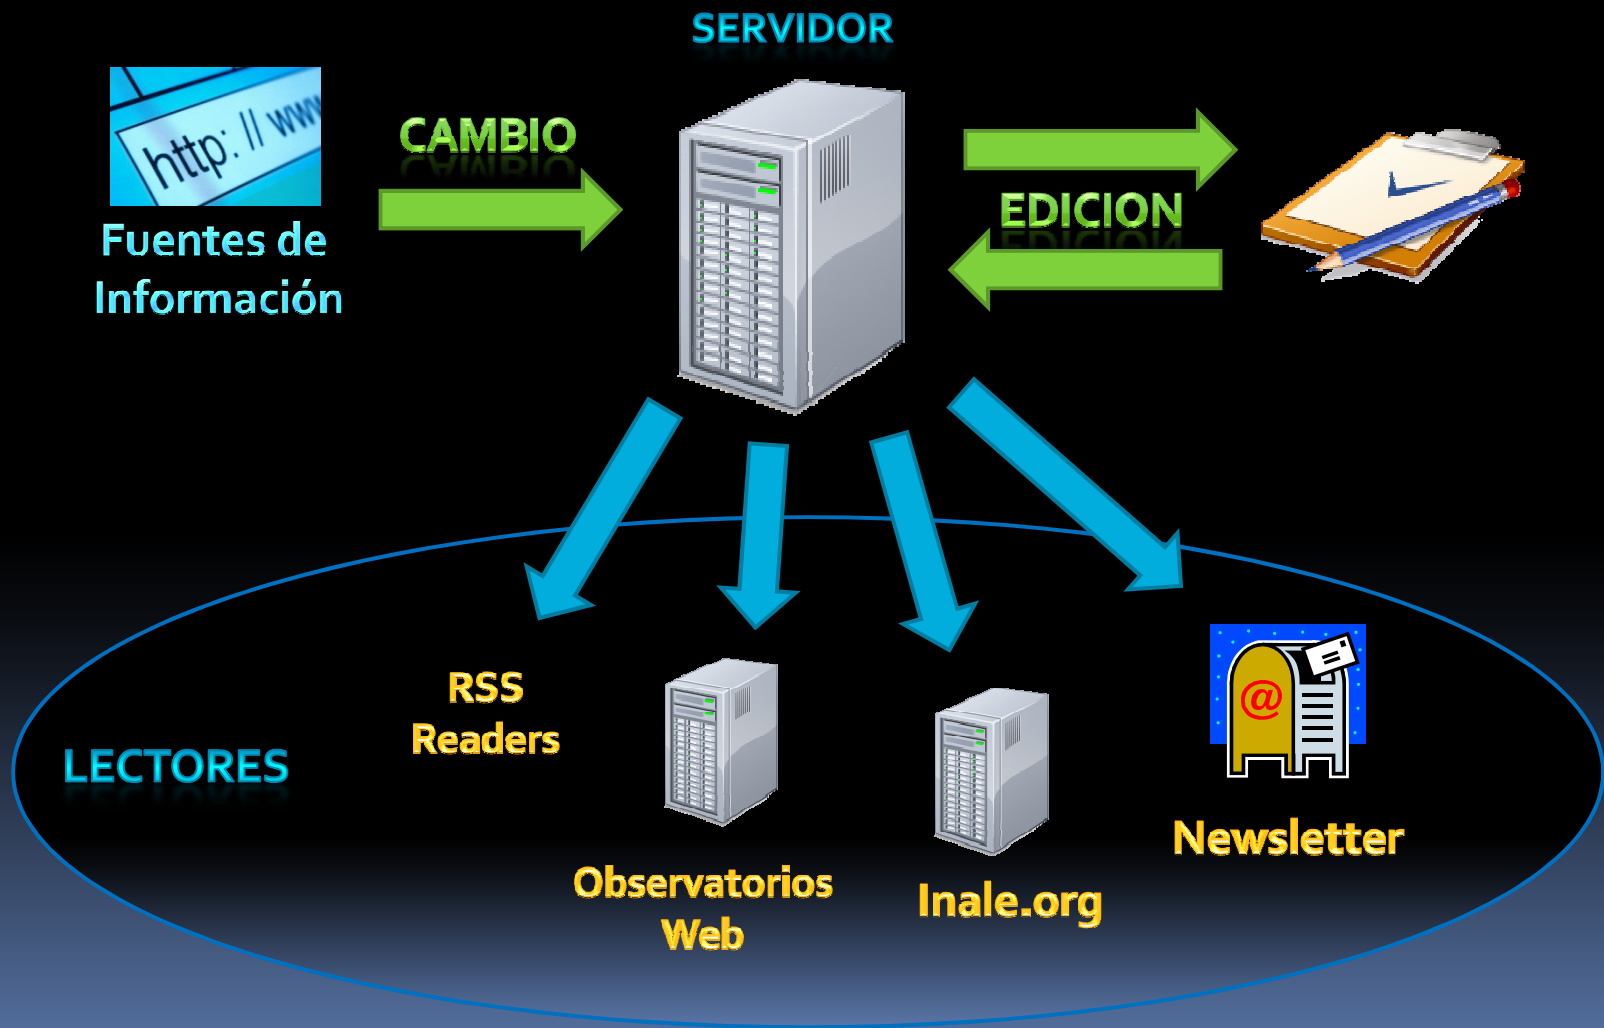 SERVIDOR
http: // www
CAMBIO
EDICION
Fuentes de
Información
LECTORES
RSS
Readers
Observatorios
Web
Inale.org
@
Newsletter